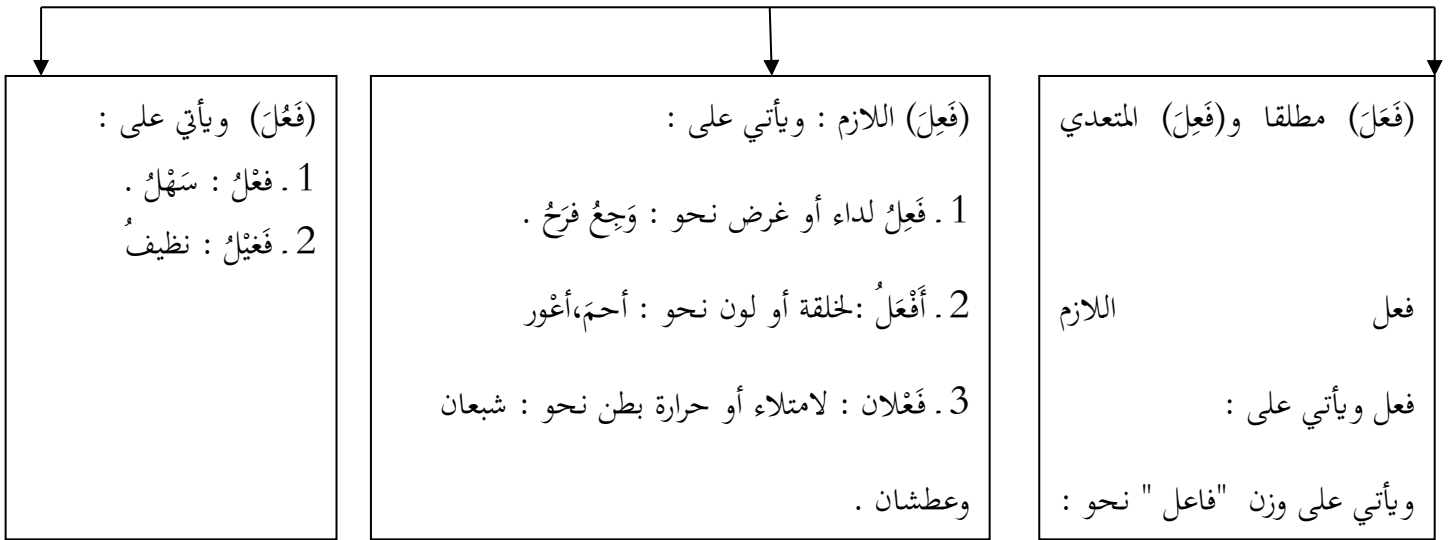 (فَعَلَ) مطلقا و(فَعِلَ) المتعدي
فعل اللازم
فعل ويأتي على :
ويأتي على وزن "فاعل" نحو :
(فَعِلَ) اللازم : ويأتي على :
1. فَعِلُ لداء أو غرض نحو : وَجِعُ فرَحُ .
2. أَفْعَلُ :لخلقة أو لون نحو : أحمَ،أعْور
3. فَعْلان : لامتلاء أو حرارة بطن نحو : شبعان
وعطشان .
(فَعُلَ) ويأتي على :
1. فعْلُ : سَهْلُ .
2. فَغيْلُ : نظيفُ